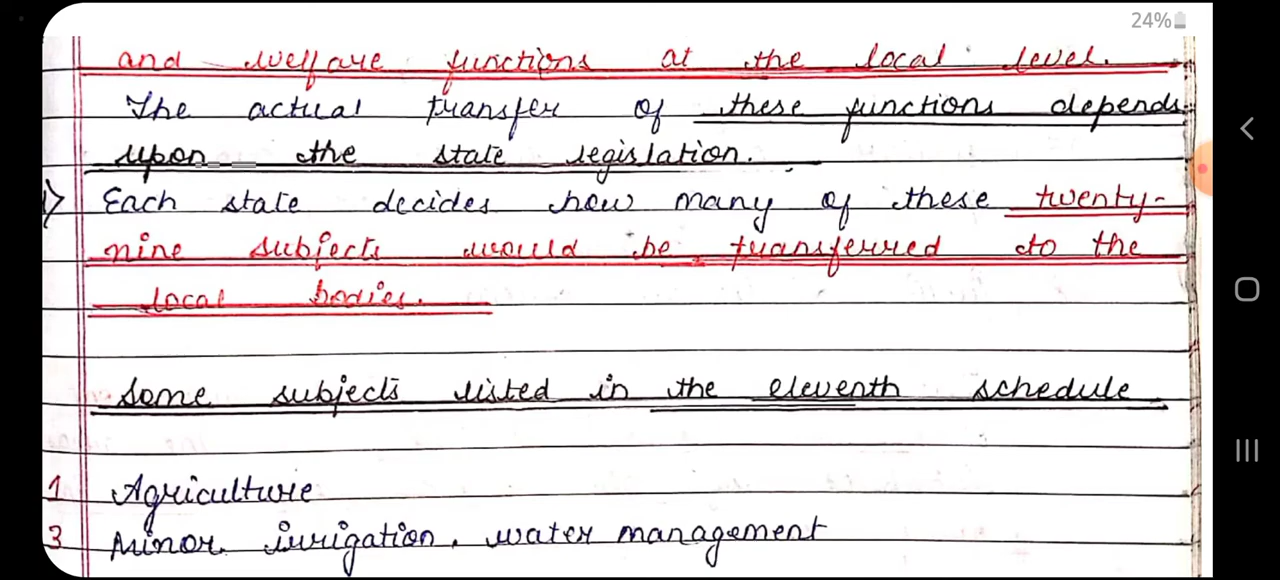 24%
and welfare functions at the local level.
The actual transfer of these functions depends
upon the state legislation.
Each state decides how many of these twenty-
nine subjects would be transferred to the
local bodies.
Some subjects listed in the eleventh schedule
1 Agriculture
3 Minor irrigation, water management